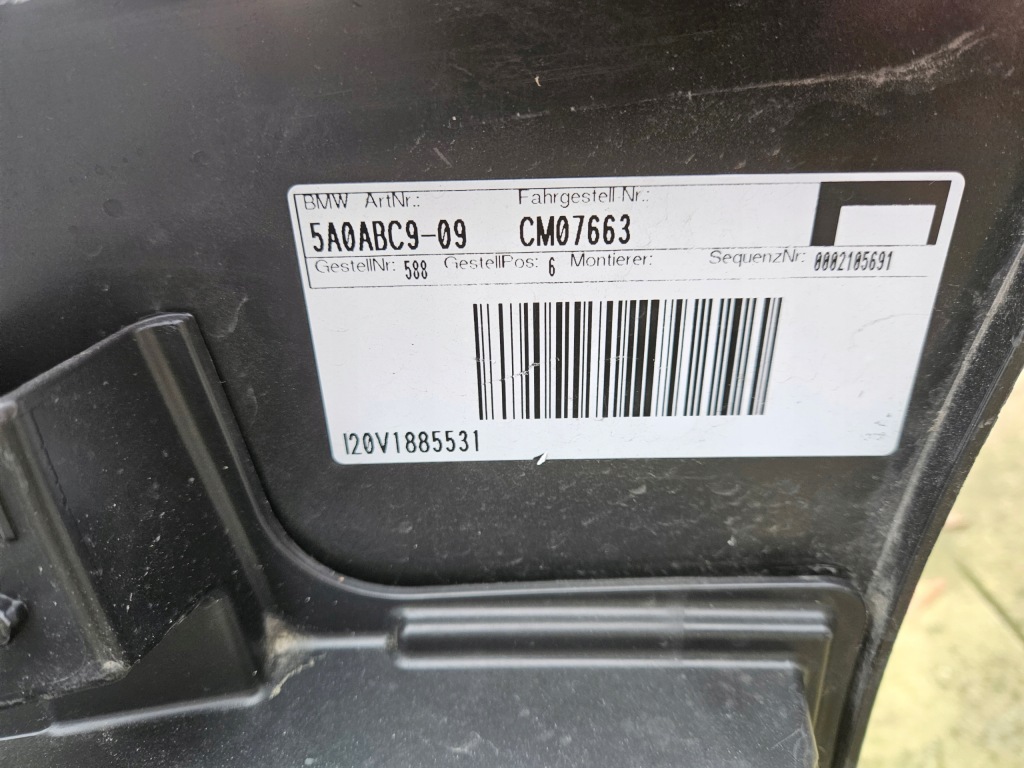 BMW ArtNr.: Fahrgestell-Nr.:
5A0ABC9-09 CM07663
GestellNr: 588 GestellPos: 6 Montierer: SequenzNr: 0002105691
I20V1885531